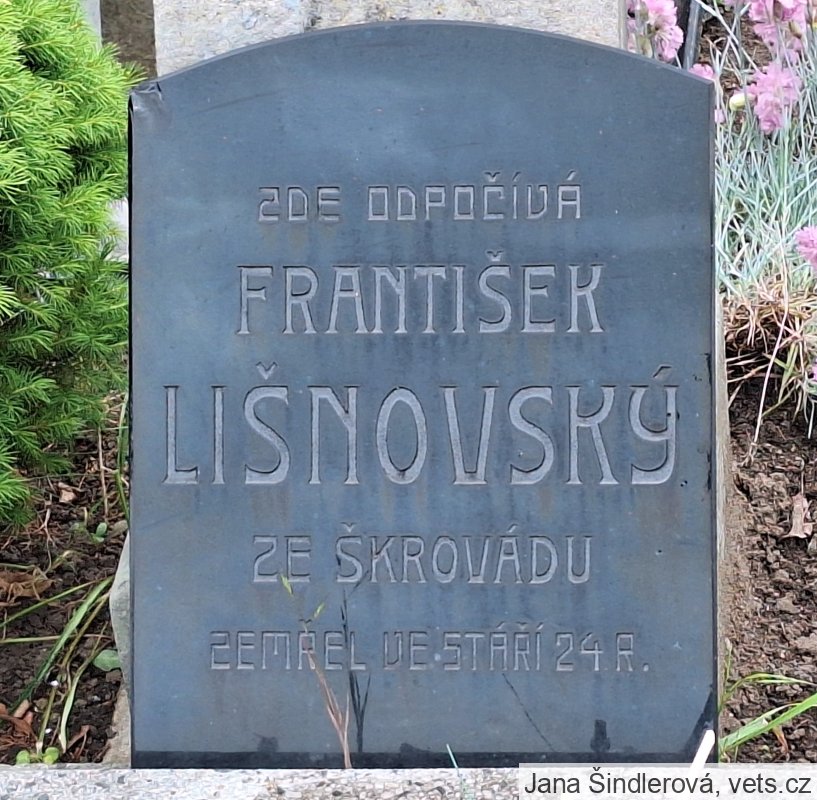 ZDE ODPOČÍVÁ
FRANTIŠEK
LIŠNOVSKÝ
ZE ŠKROVÁDU
ZEMŘEL VE STÁŘÍ 24 R.
Jana Šindlerová, vets.cz